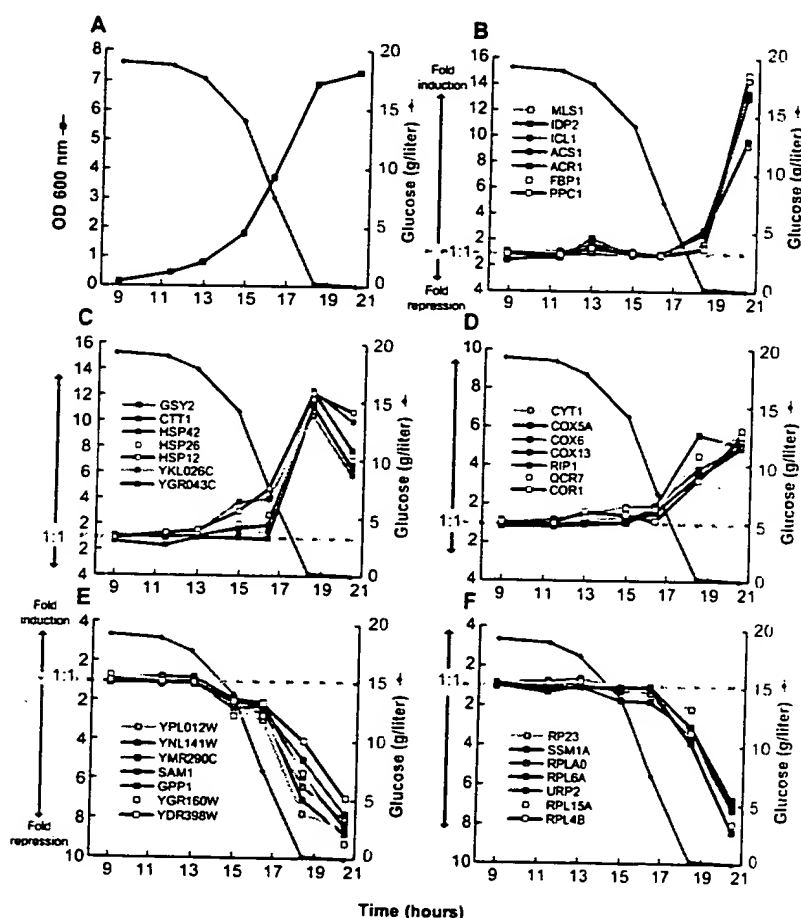 A
8
7
6
5
4
3
2
1
0
OD 600 nm
20
15
10
5
0
Glucose (g/liter)
9 11 13 15 17 19 21
B
Fold induction
16
14
12
10
8
6
4
2
1:1
2
4
Fold repression
MLS1
IDP2
ICL1
ACS1
ACR1
FBP1
PPC1
20
15
10
5
0
Glucose (g/liter)
9 11 13 15 17 19 21
C
16
14
12
10
8
6
4
2
1:1
2
4
GSY2
CTT1
HSP42
HSP26
HSP12
YKL026C
YGR043C
20
15
10
5
0
Glucose (g/liter)
9 11 13 15 17 19 21
D
10
8
6
4
2
1:1
2
4
CYT1
COX5A
COX6
COX13
RIP1
QCR7
COR1
20
15
10
5
0
Glucose (g/liter)
9 11 13 15 17 19 21
E
Fold induction
4
2
1:1
2
4
6
8
10
Fold repression
YPL012W
YNL141W
YMR290C
SAM1
GPP1
YGR160W
YDR398W
20
15
10
5
0
Glucose (g/liter)
9 11 13 15 17 19 21
F
4
2
1:1
2
4
6
8
10
RP23
SSM1A
RPLA0
RPL6A
URP2
RPL15A
RPL4B
20
15
10
5
0
Glucose (g/liter)
9 11 13 15 17 19 21
Time (hours)